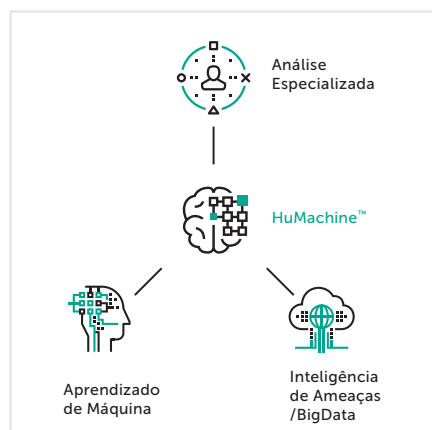 Análise
Especializada
HuMachine™
Aprendizado
de Máquina
Inteligência
de Ameaças
/BigData